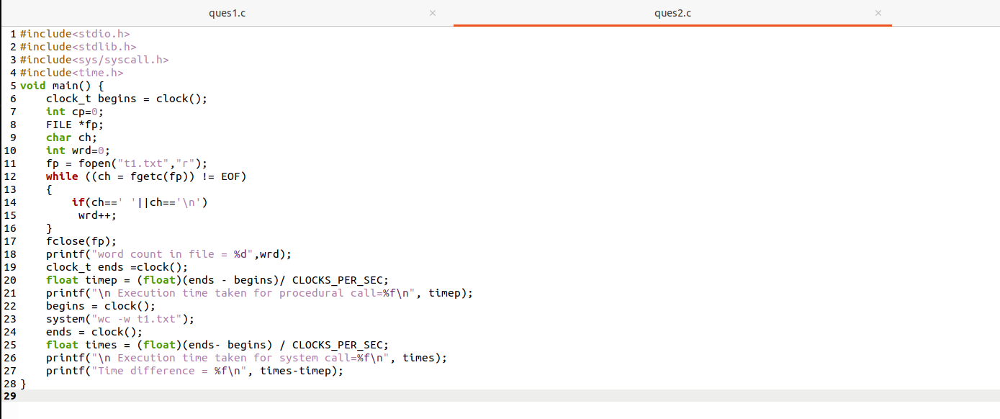 ques1.c × ques2.c ×
1 #include<stdio.h>
2 #include<stdlib.h>
3 #include<sys/syscall.h>
4 #include<time.h>
5 void main() {
6     clock_t begins = clock();
7     int cp=0;
8     FILE *fp;
9     char ch;
10     int wrd=0;
11     fp = fopen("t1.txt","r");
12     while ((ch = fgetc(fp)) != EOF)
13     {
14         if(ch==' '||ch=='\n')
15          wrd++;
16     }
17     fclose(fp);
18     printf("word count in file = %d",wrd);
19     clock_t ends =clock();
20     float timep = (float)(ends - begins)/ CLOCKS_PER_SEC;
21     printf("\n Execution time taken for procedural call=%f\n", timep);
22     begins = clock();
23     system("wc -w t1.txt");
24     ends = clock();
25     float times = (float)(ends- begins) / CLOCKS_PER_SEC;
26     printf("\n Execution time taken for system call=%f\n", times);
27     printf("Time difference = %f\n", times-timep);
28 }
29